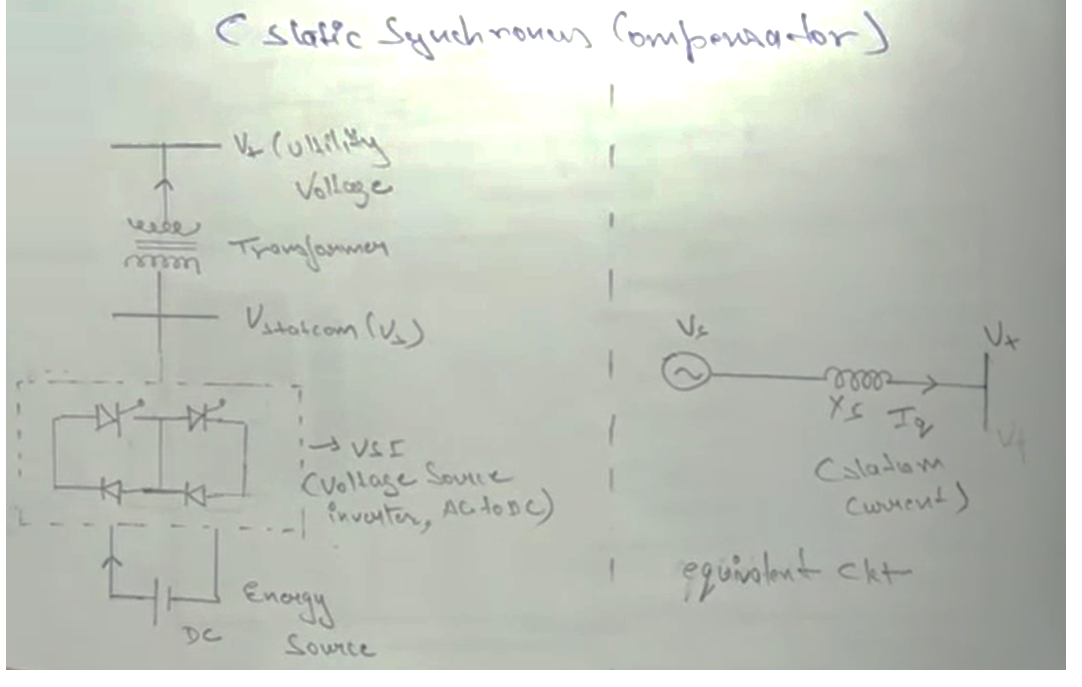 (Static Synchronous Compensator)
Vt (Utility
Voltage
Transformer
Vstatcom (Vs)
→ VSI
(Voltage Source
inverter, AC to DC)
Energy
Source
DC
Vs
Xs
Iq
Vt
Vt
(Statcom
Current)
equivalent ckt